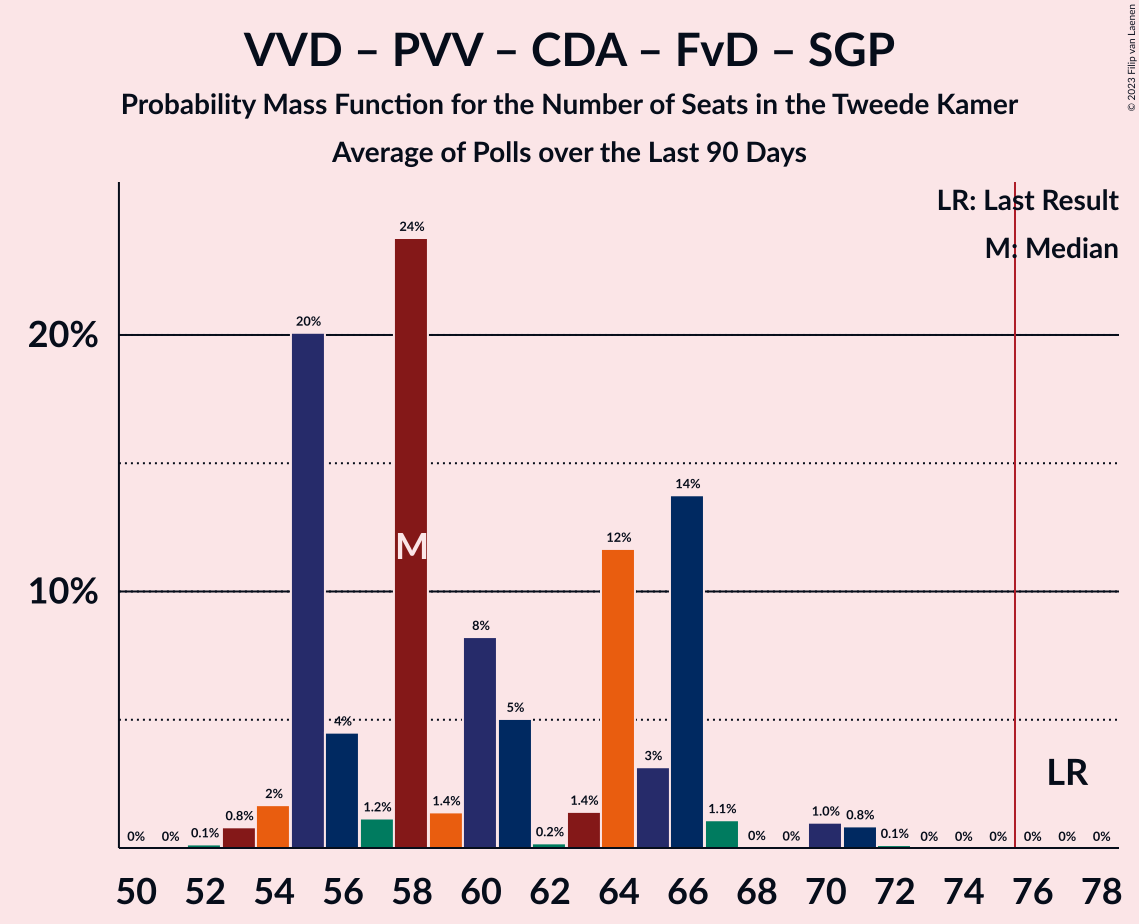 VVD – PVV – CDA – FvD – SGP
Probability Mass Function for the Number of Seats in the Tweede Kamer
Average of Polls over the Last 90 Days
© 2023 Filip van Laenen
LR: Last Result
M: Median
20%
10%
0% 0% 0.1% 0.8% 2% 20% 4% 1.2% 24% 1.4% 8% 5% 0.2% 1.4% 12% 3% 14% 1.1% 0% 0% 1.0% 0.8% 0.1% 0% 0% 0% 0% 0% 0%
M
LR
50 52 54 56 58 60 62 64 66 68 70 72 74 76 78